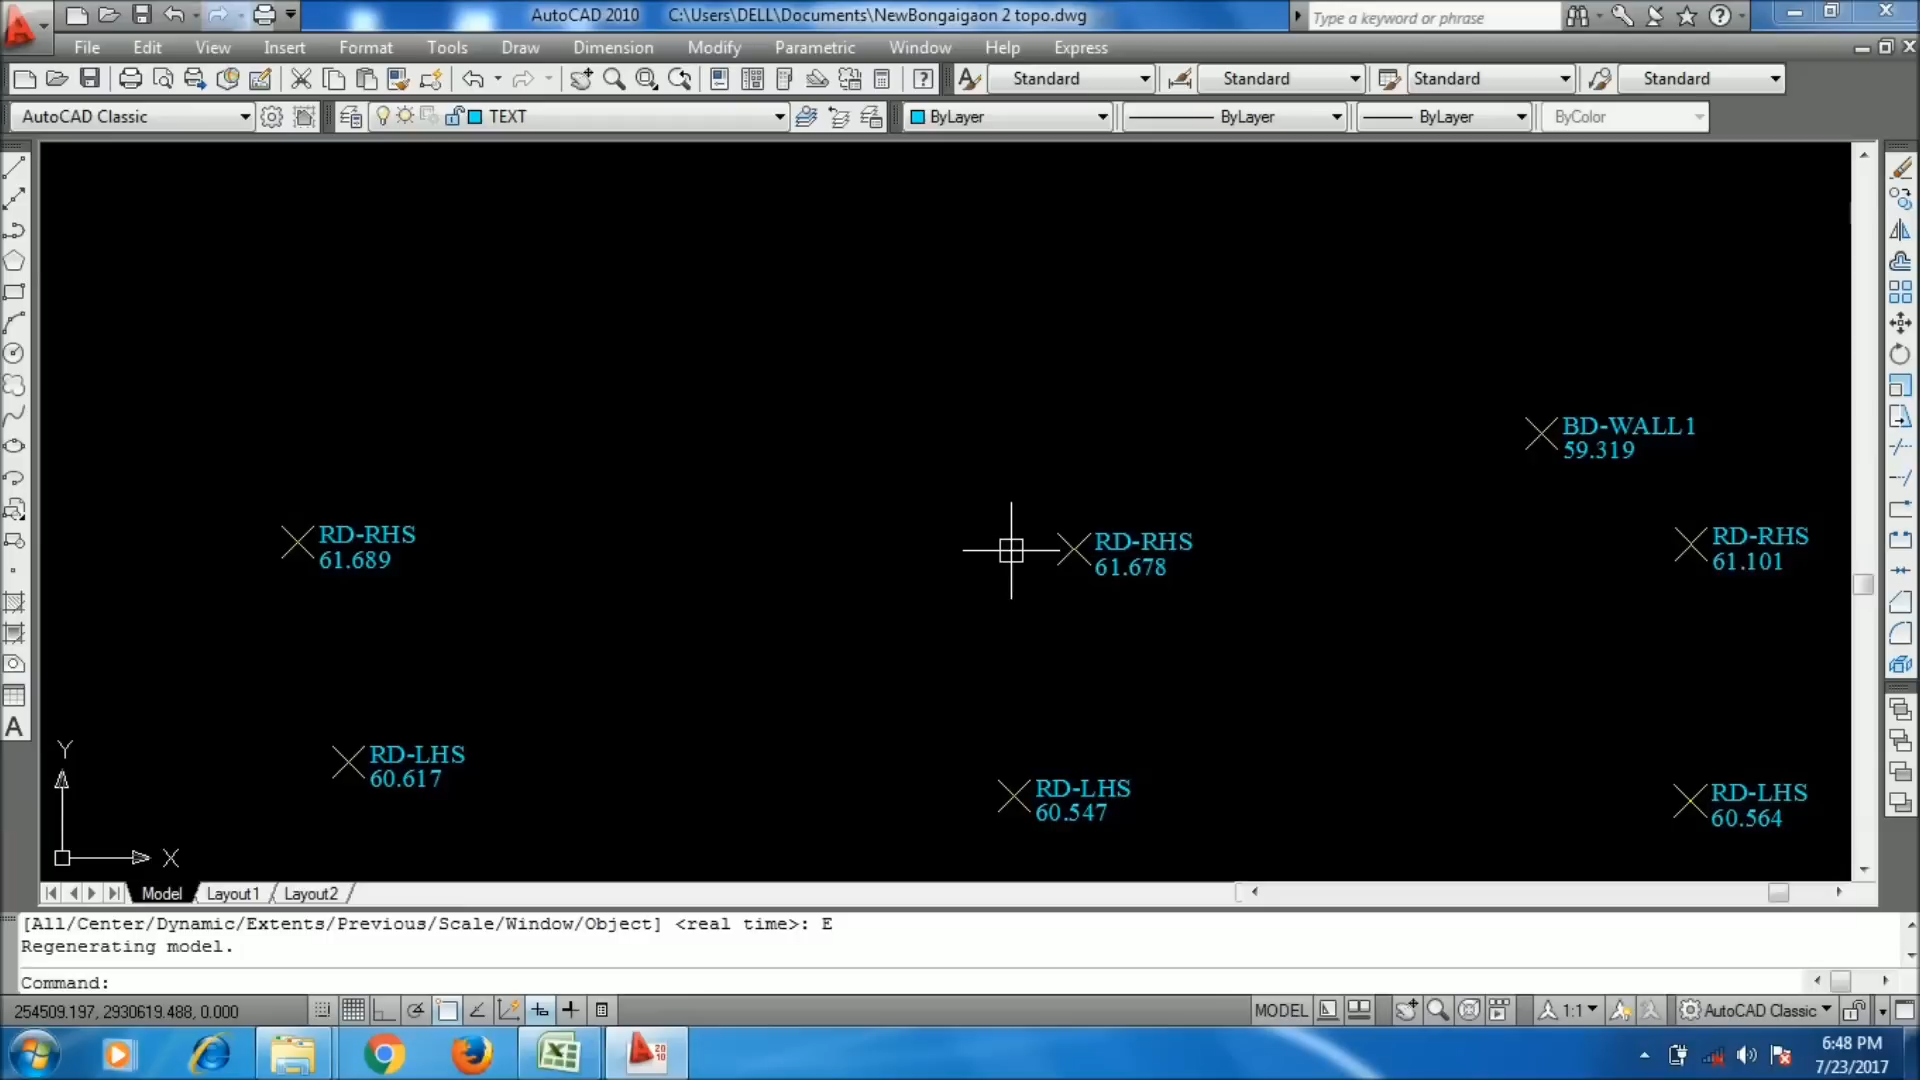 AutoCAD 2010 C:\Users\DELL\Documents\NewBongaigaon 2 topo.dwg
Type a keyword or phrase
File Edit View Insert Format Tools Draw Dimension Modify Parametric Window Help Express
Standard Standard Standard Standard
AutoCAD Classic TEXT ByLayer ByLayer ByLayer ByColor
BD-WALL1
59.319
RD-RHS
61.689
RD-RHS
61.678
RD-RHS
61.101
RD-LHS
60.617
RD-LHS
60.547
RD-LHS
60.564
Y
X
Model Layout1 Layout2
[All/Center/Dynamic/Extents/Previous/Scale/Window/Object] <real time>: E
Regenerating model.
Command:
254509.197, 2930619.488, 0.000 MODEL 1:1 AutoCAD Classic
6:48 PM
7/23/2017